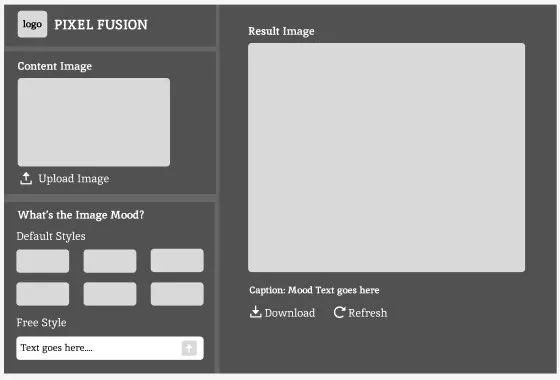 logo
PIXEL FUSION
Content Image
Upload Image
What's the Image Mood?
Default Styles
Free Style
Text goes here....
Result Image
Caption: Mood Text goes here
Download
Refresh